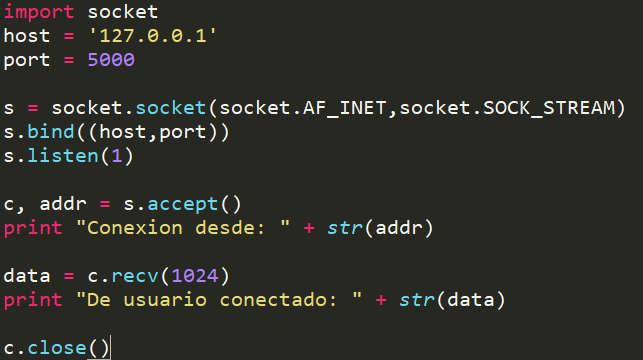 import socket
host = '127.0.0.1'
port = 5000
s = socket.socket(socket.AF_INET,socket.SOCK_STREAM)
s.bind((host,port))
s.listen(1)
c, addr = s.accept()
print "Conexion desde: " + str(addr)
data = c.recv(1024)
print "De usuario conectado: " + str(data)
c.close()